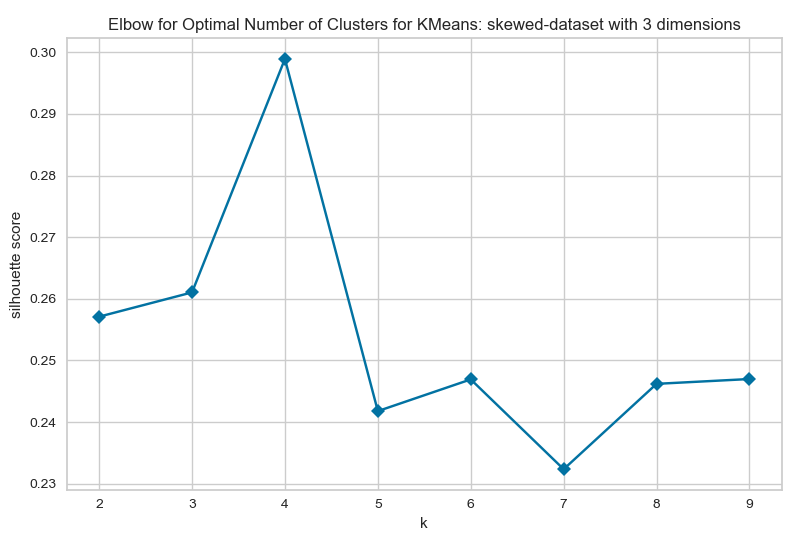 Elbow for Optimal Number of Clusters for KMeans: skewed-dataset with 3 dimensions
0.30
0.29
0.28
0.27
0.26
0.25
0.24
0.23
silhouette score
2 3 4 5 6 7 8 9
k